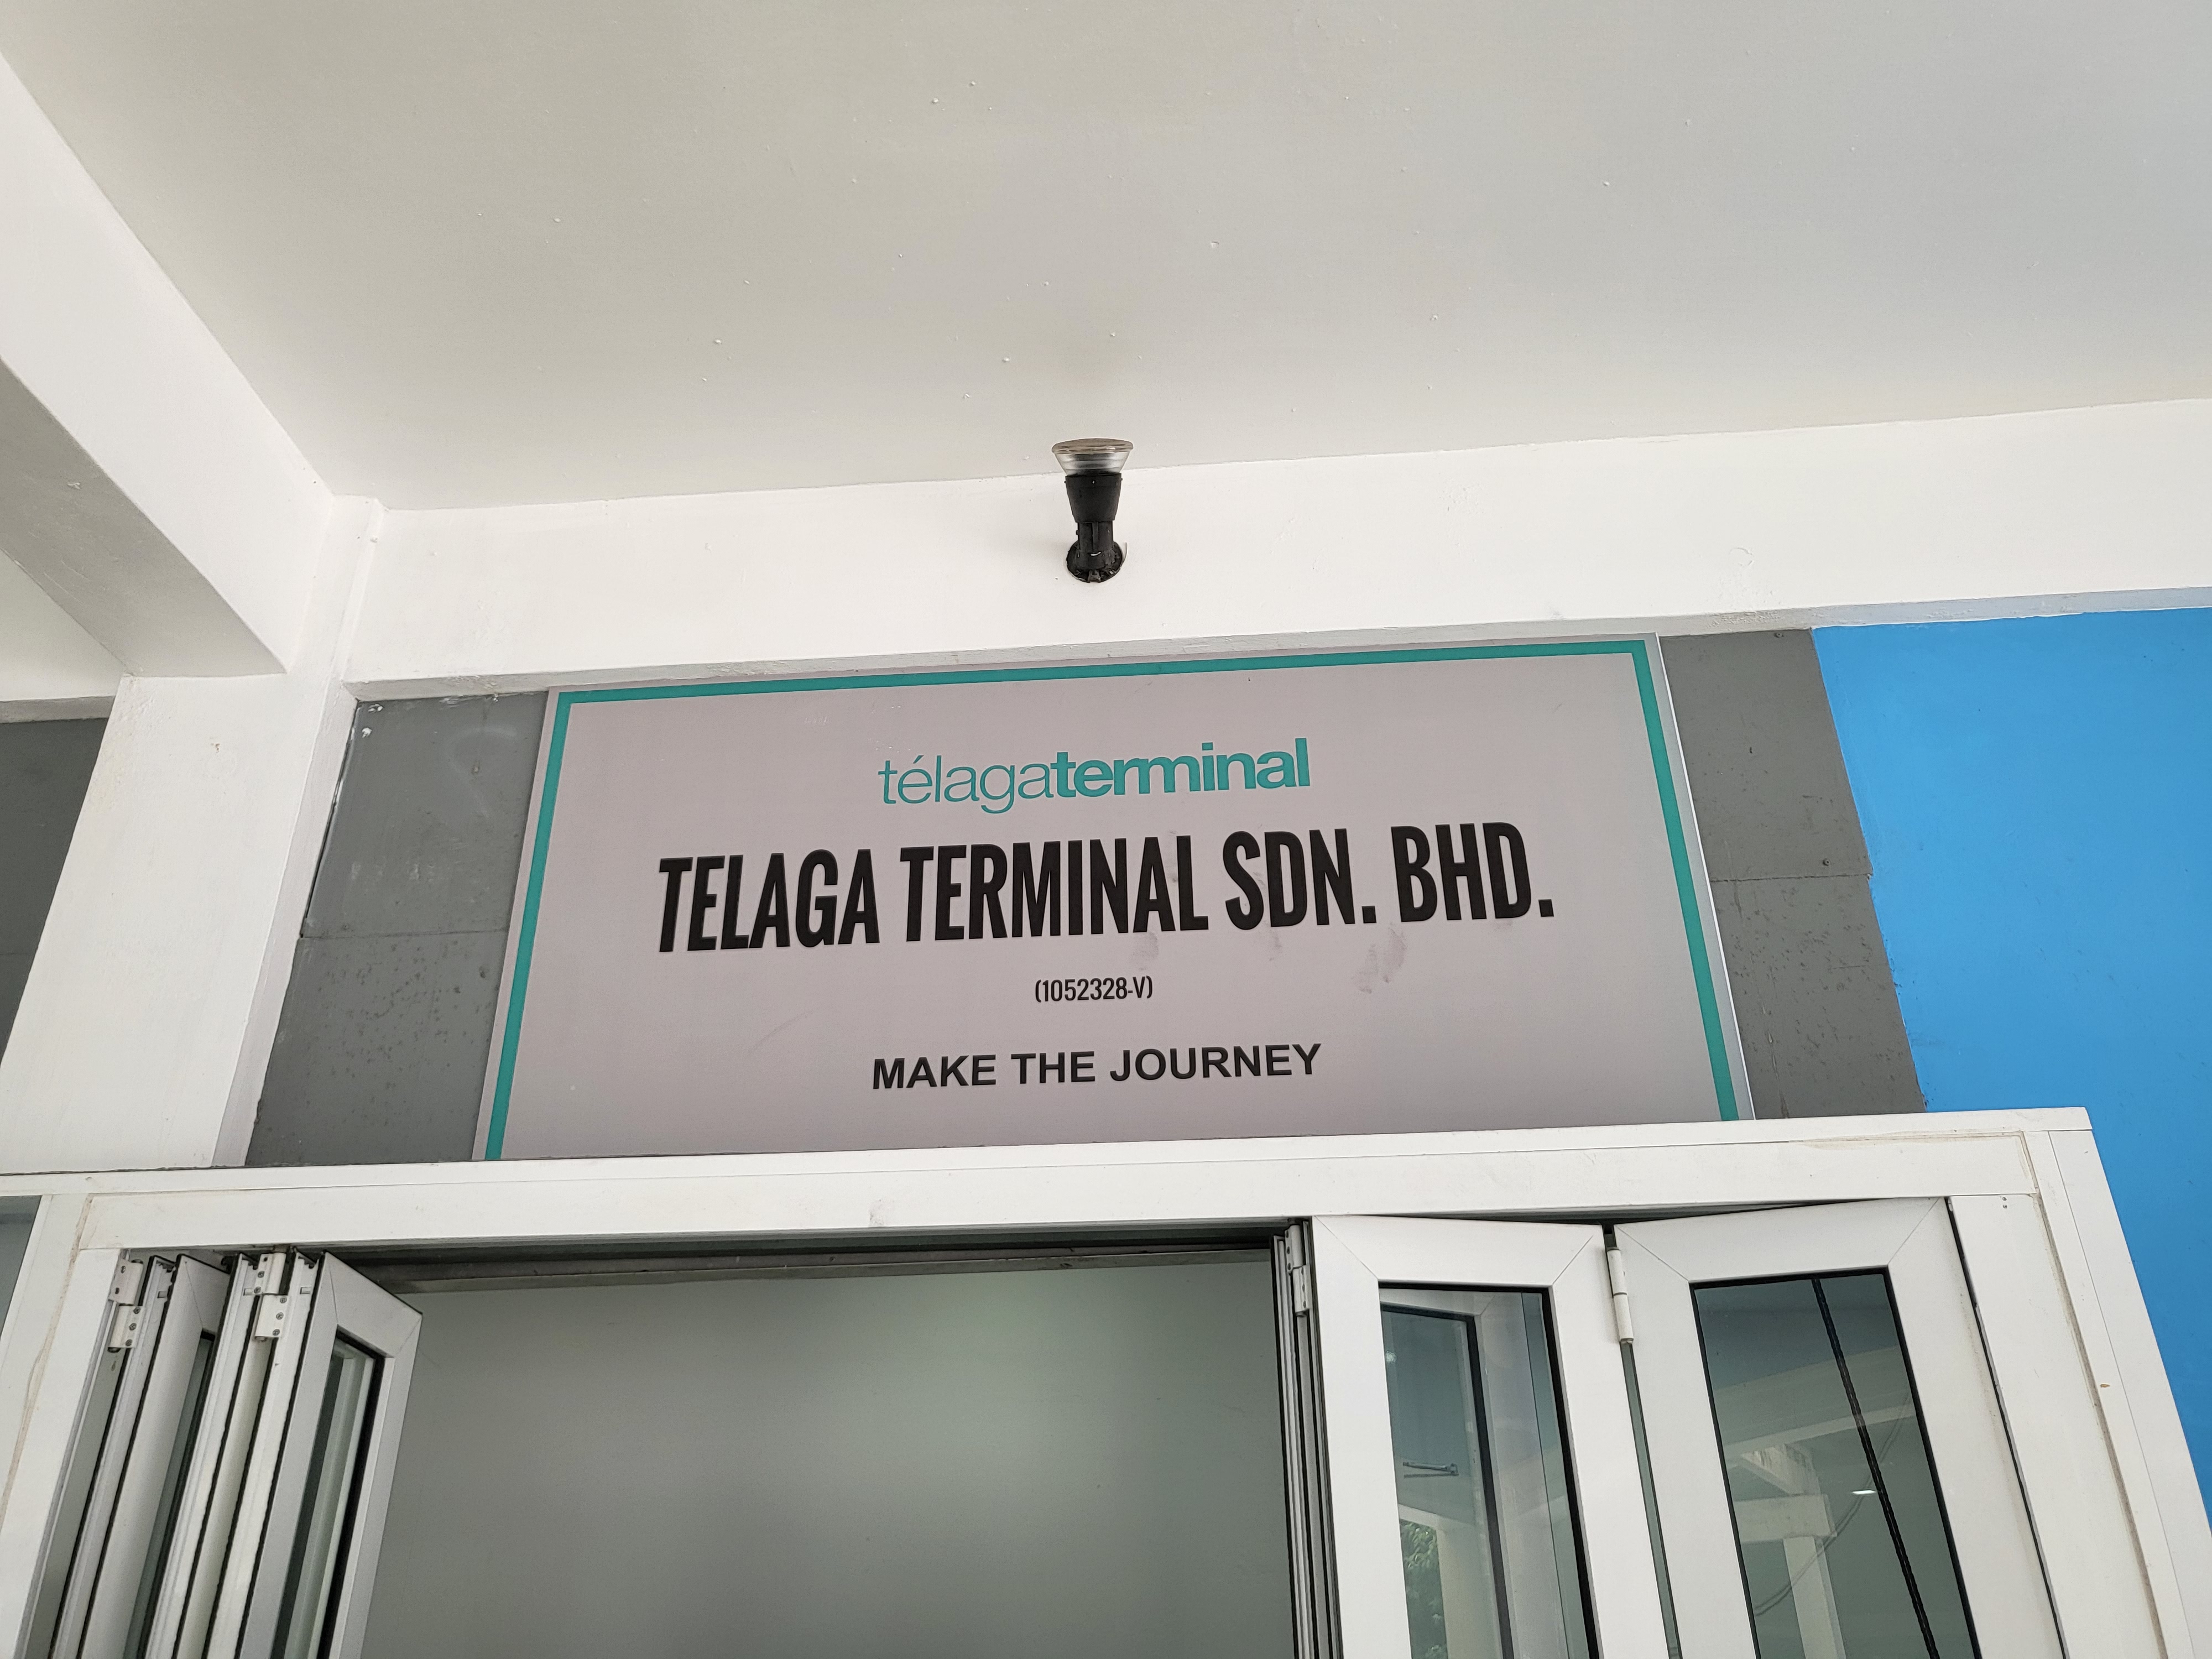 télagaterminal
TELAGA TERMINAL SDN. BHD.
(1052328-V)
MAKE THE JOURNEY